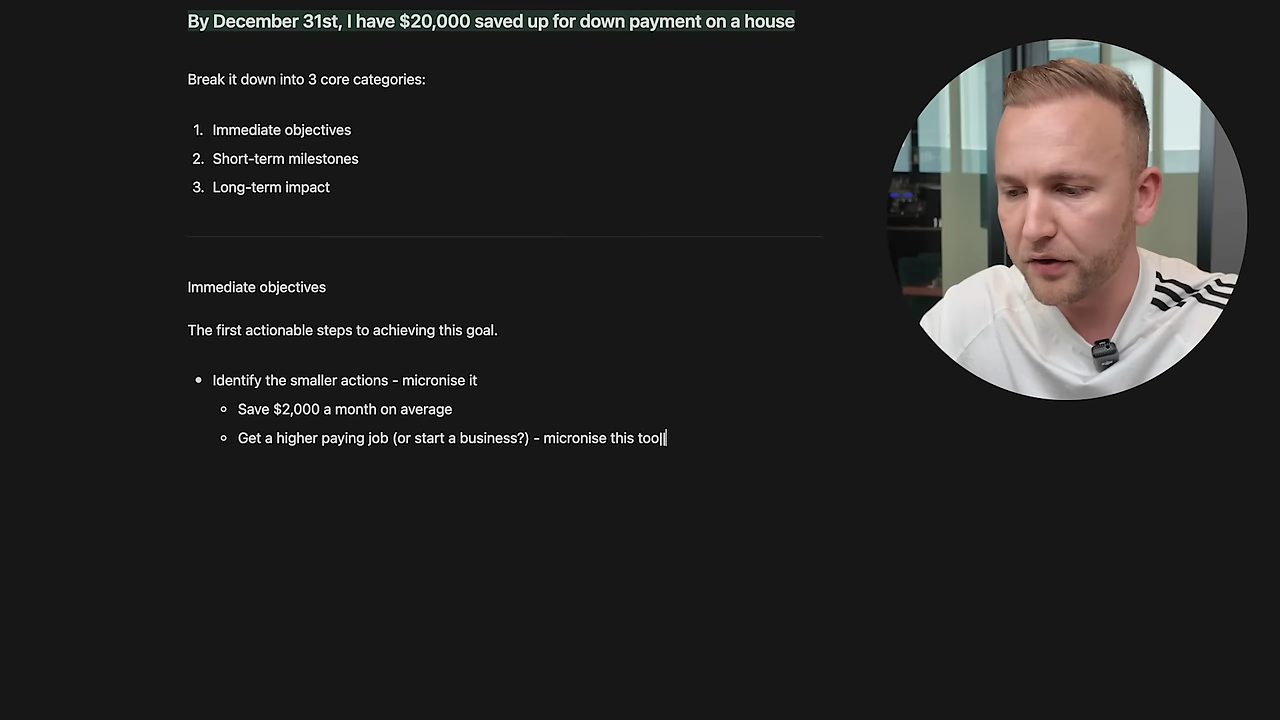 By December 31st, I have $20,000 saved up for down payment on a house
Break it down into 3 core categories:
1. Immediate objectives
2. Short-term milestones
3. Long-term impact
Immediate objectives
The first actionable steps to achieving this goal.
Identify the smaller actions - micronise it
Save $2,000 a month on average
Get a higher paying job (or start a business?) - micronise this too